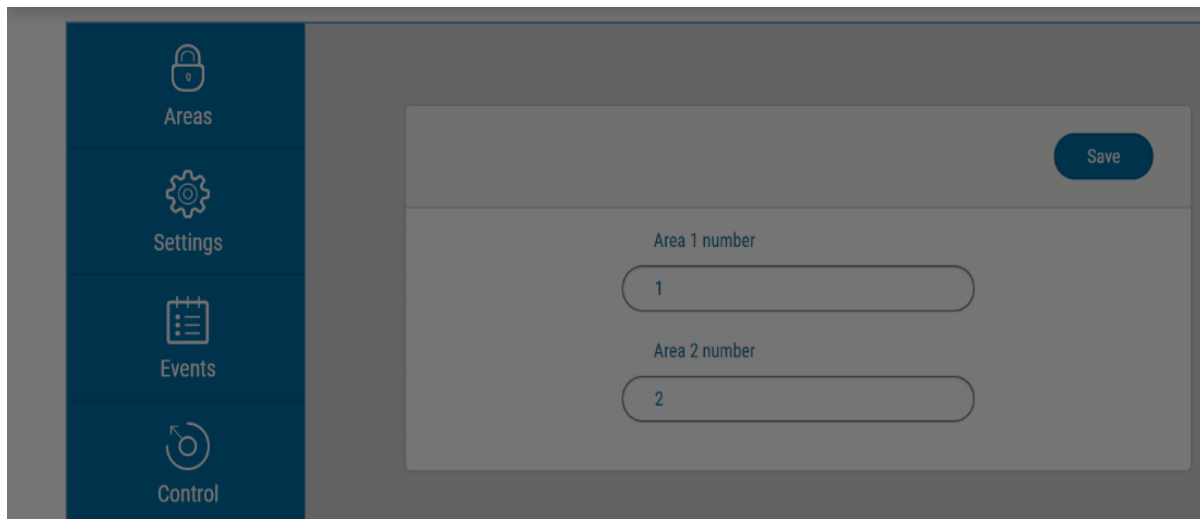 Areas
Settings
Events
Control
Save
Area 1 number
1
Area 2 number
2